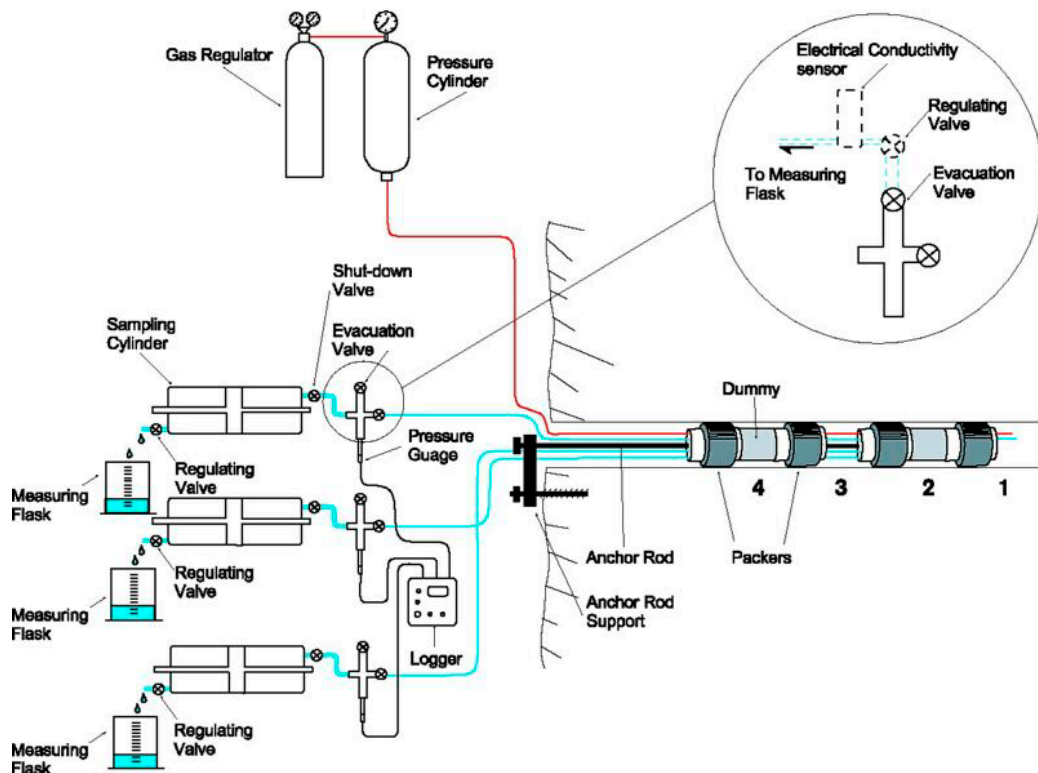 Gas Regulator
Pressure
Cylinder
Electrical Conductivity
sensor
Regulating
Valve
To Measuring
Flask
Evacuation
Valve
Shut-down
Valve
Sampling
Cylinder
Evacuation
Valve
Dummy
Pressure
Guage
Regulating
Valve
Measuring
Flask
4
3
2
1
Packers
Anchor Rod
Regulating
Valve
Measuring
Flask
Anchor Rod
Support
Logger
Regulating
Valve
Measuring
Flask